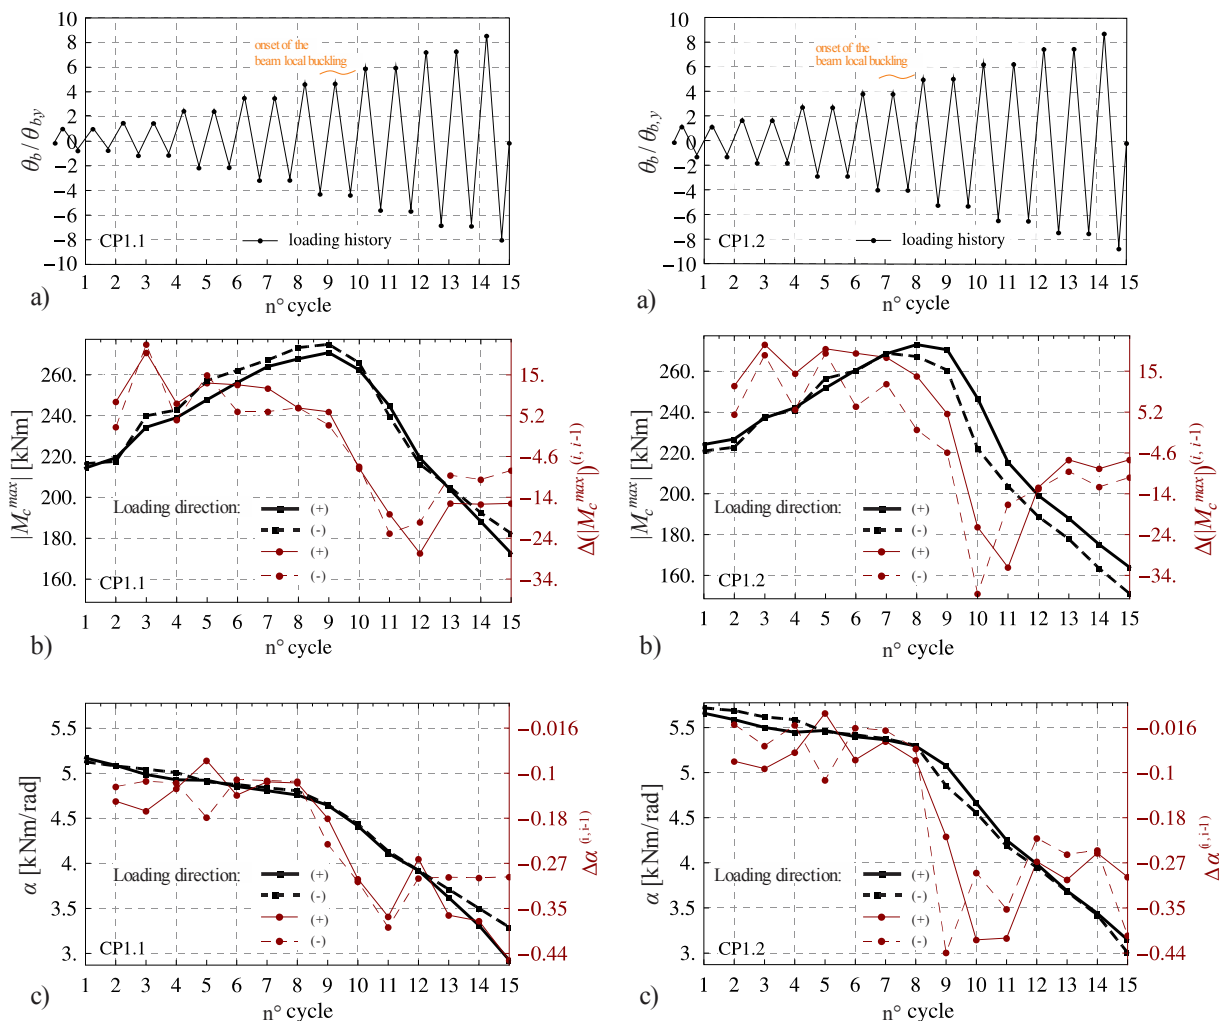 10
8
6
4
2
0
−2
−4
−6
−8
−10
θb / θb,y
onset of the
beam local buckling
CP1.1
loading history
1 2 3 4 5 6 7 8 9 10 11 12 13 14 15
n° cycle
a)
10
8
6
4
2
0
−2
−4
−6
−8
−10
θb / θb,y
onset of the
beam local buckling
CP1.2
loading history
1 2 3 4 5 6 7 8 9 10 11 12 13 14 15
n° cycle
a)
260.
240.
220.
200.
180.
160.
|Mc^max| [kNm]
15.
5.2
−4.6
−14.
−24.
−34.
Δ(|Mc^max|)^(i, i-1)
Loading direction:
(+)
(-)
(+)
(-)
CP1.1
1 2 3 4 5 6 7 8 9 10 11 12 13 14 15
n° cycle
b)
260.
240.
220.
200.
180.
160.
|Mc^max| [kNm]
15.
5.2
−4.6
−14.
−24.
−34.
Δ(|Mc^max|)^(i, i-1)
Loading direction:
(+)
(-)
(+)
(-)
CP1.2
1 2 3 4 5 6 7 8 9 10 11 12 13 14 15
n° cycle
b)
5.5
5.
4.5
4.
3.5
3.
α [kNm/rad]
−0.016
−0.1
−0.18
−0.27
−0.35
−0.44
Δα^(i, i-1)
Loading direction:
(+)
(-)
(+)
(-)
CP1.1
1 2 3 4 5 6 7 8 9 10 11 12 13 14 15
n° cycle
c)
5.5
5.
4.5
4.
3.5
3.
α [kNm/rad]
−0.016
−0.1
−0.18
−0.27
−0.35
−0.44
Δα^(i, i-1)
Loading direction:
(+)
(-)
(+)
(-)
CP1.2
1 2 3 4 5 6 7 8 9 10 11 12 13 14 15
n° cycle
c)